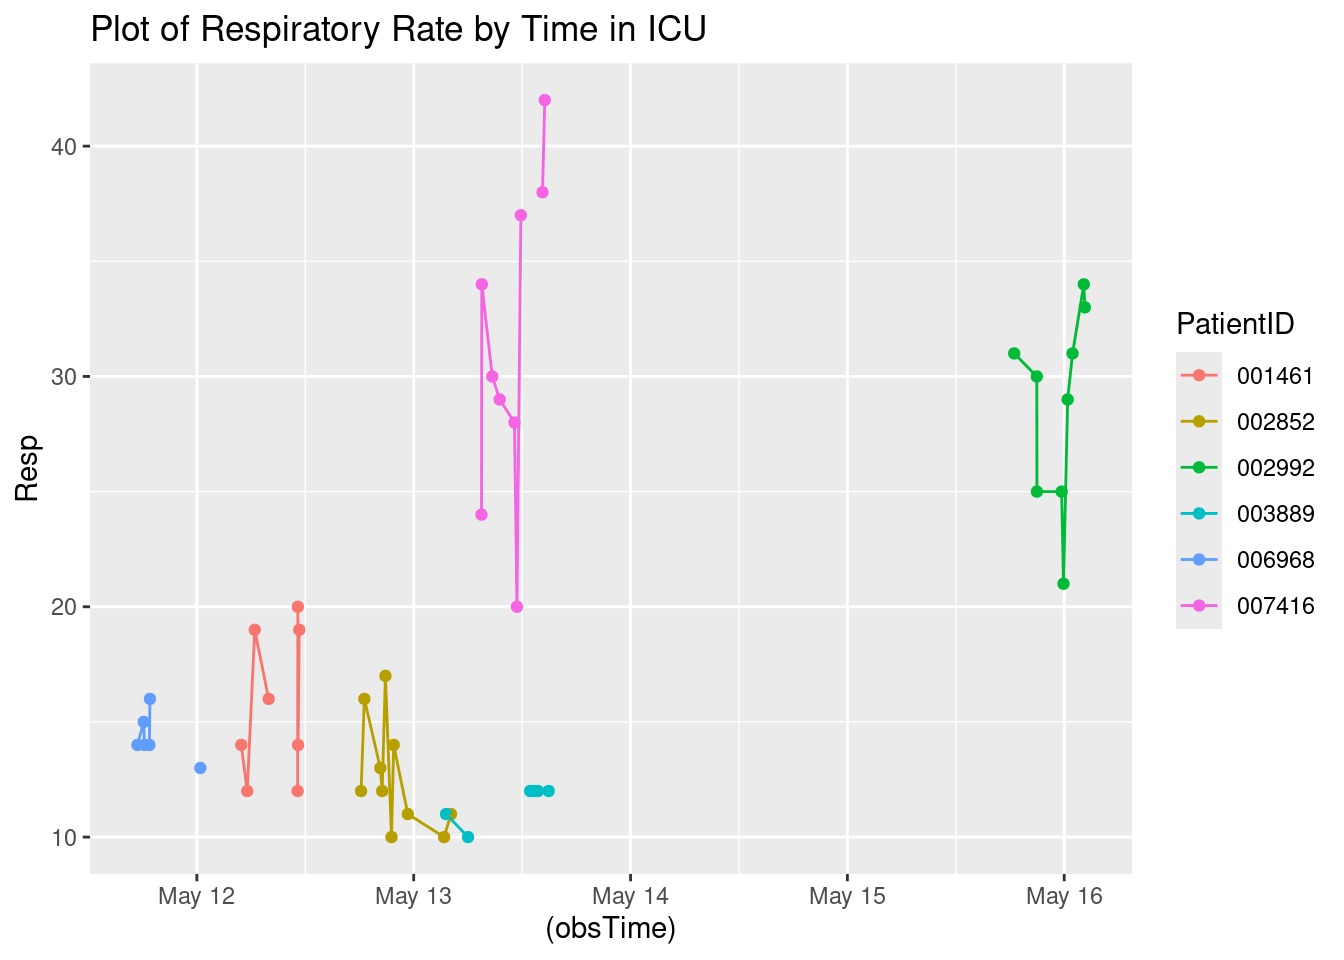 Plot of Respiratory Rate by Time in ICU
40
30
20
10
Resp
May 12
May 13
May 14
May 15
May 16
(obsTime)
PatientID
001461
002852
002992
003889
006968
007416